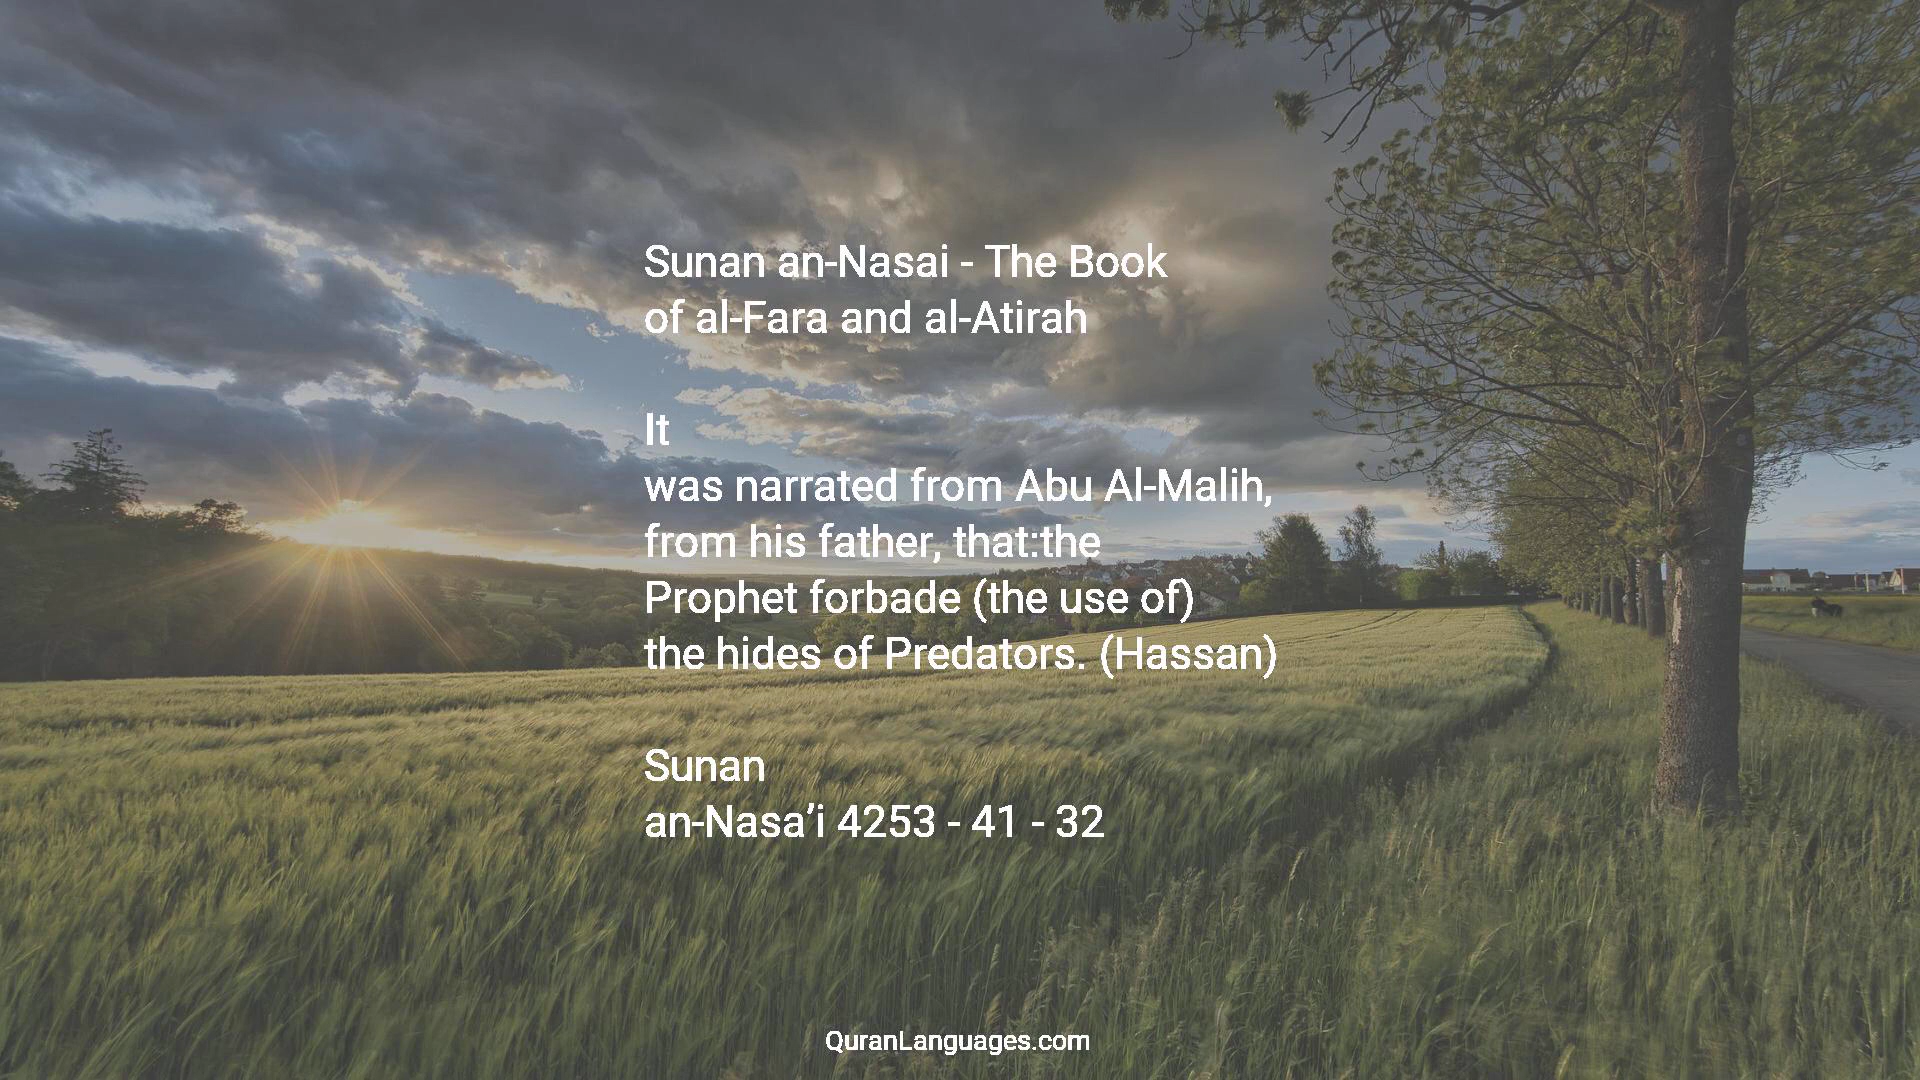 Sunan an-Nasai - The Book
of al-Fara and al-Atirah
It
was narrated from Abu Al-Malih,
from his father, that:the
Prophet forbade (the use of)
the hides of Predators. (Hassan)
Sunan
an-Nasa’i 4253 - 41 - 32
QuranLanguages.com